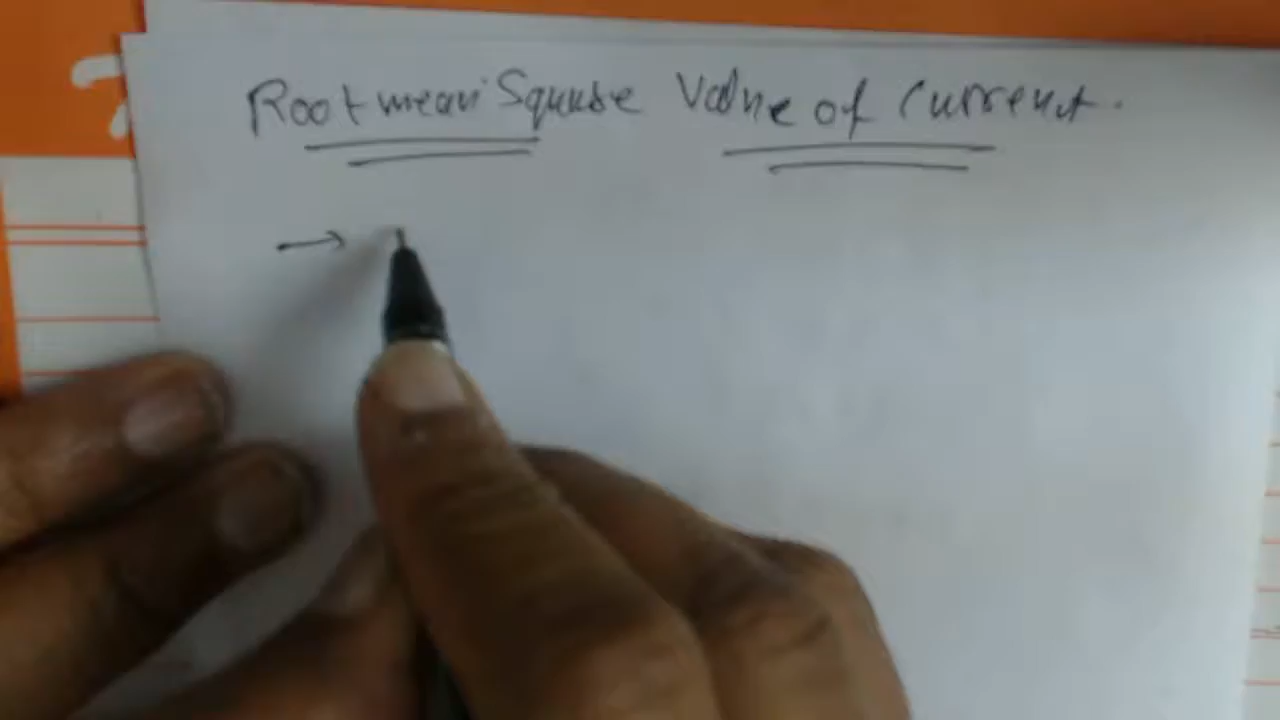 Root mean Square Value of Current.
→